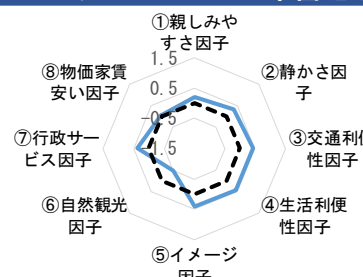 ①親しみや
すさ因子
②静かさ因
子
③交通利便
性因子
④生活利便
性因子
⑤イメージ
因子
⑥自然観光
因子
⑦行政サー
ビス因子
⑧物価家賃
安い因子
1.5
0.5
-0.5
-1.5